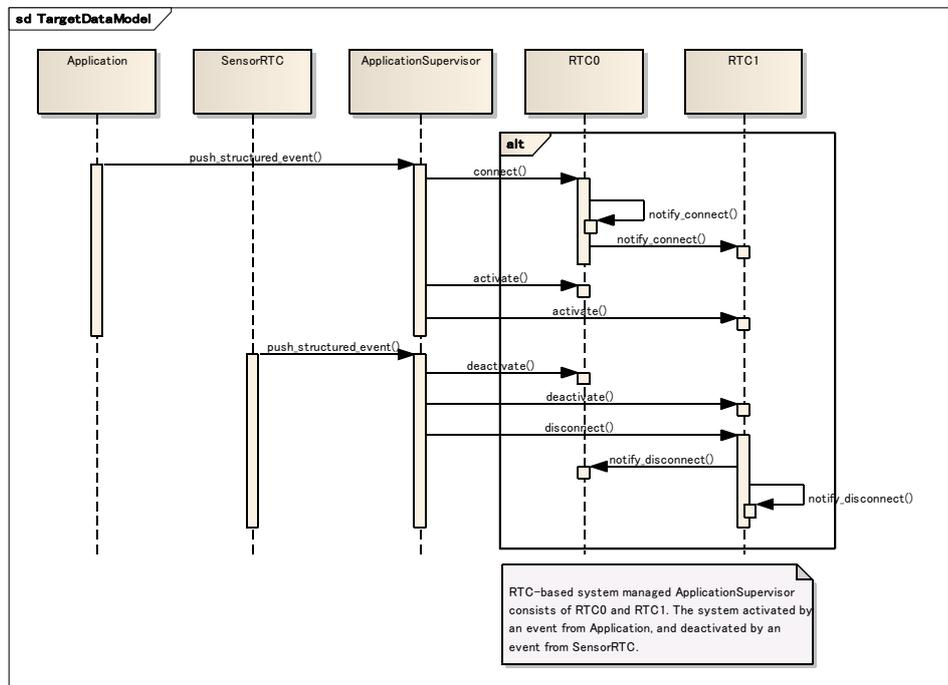 sd TargetDataModel
Application
SensorRTC
ApplicationSupervisor
RTC0
RTC1
alt
push_structured_event()
connect()
notify_connect()
notify_connect()
activate()
activate()
push_structured_event()
deactivate()
deactivate()
disconnect()
notify_disconnect()
notify_disconnect()
RTC-based system managed ApplicationSupervisor
consists of RTC0 and RTC1. The system activated by
an event from Application, and deactivated by an
event from SensorRTC.